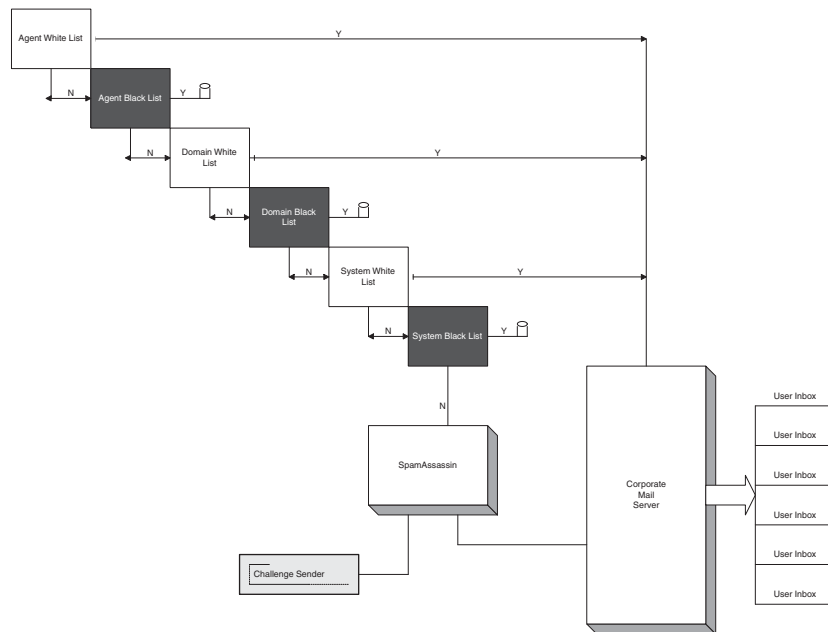 Agent White List
Y
N
Agent Black List
Y
N
Domain White
List
Y
N
Domain Black
List
Y
N
System White
List
Y
N
System Black List
Y
N
SpamAssassin
Challenge Sender
Corporate
Mail
Server
User Inbox
User Inbox
User Inbox
User Inbox
User Inbox
User Inbox